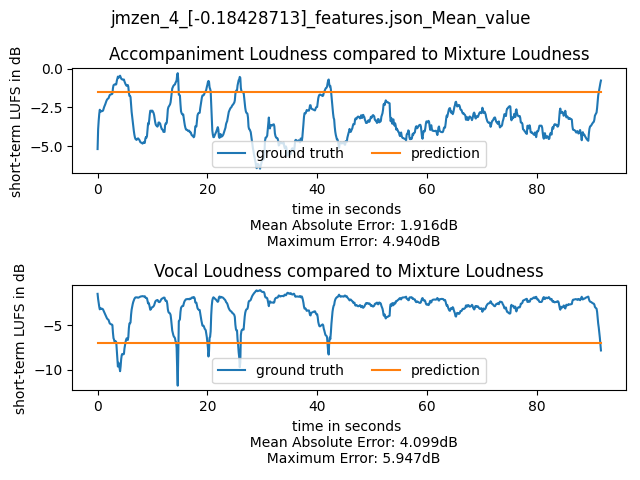 jmzen_4_[-0.18428713]_features.json_Mean_value
Accompaniment Loudness compared to Mixture Loudness
short-term LUFS in dB
0.0
−2.5
−5.0
ground truth
prediction
0 20 40 60 80
time in seconds
Mean Absolute Error: 1.916dB
Maximum Error: 4.940dB
Vocal Loudness compared to Mixture Loudness
short-term LUFS in dB
−5
−10
ground truth
prediction
0 20 40 60 80
time in seconds
Mean Absolute Error: 4.099dB
Maximum Error: 5.947dB